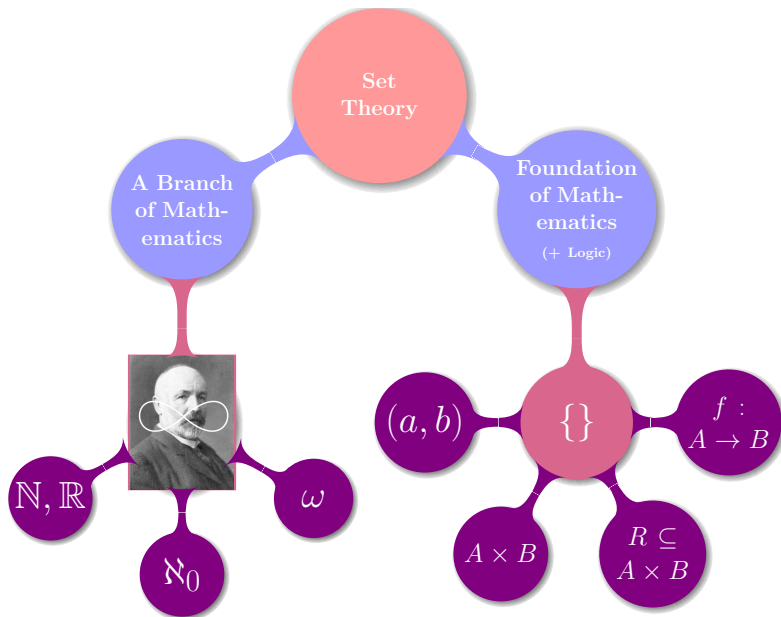 Set
Theory
A Branch
of Math-
ematics
Foundation
of Math-
ematics
(+ Logic)
∞
ℕ, ℝ
ℵ₀
ω
(a, b)
{}
f :
A → B
A × B
R ⊆
A × B